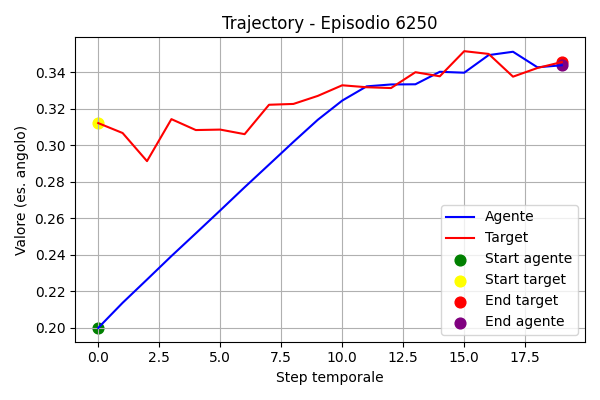 Trajectory - Episodio 6250
Valore (es. angolo)
0.34
0.32
0.30
0.28
0.26
0.24
0.22
0.20
0.0 2.5 5.0 7.5 10.0 12.5 15.0 17.5
Step temporale
Agente
Target
Start agente
Start target
End target
End agente